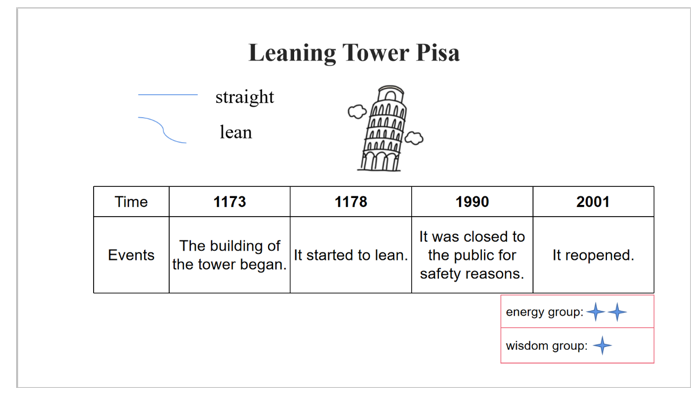 Leaning Tower Pisa
straight
lean
Time 1173 1178 1990 2001
Events
The building of
the tower began.
It started to lean.
It was closed to
the public for
safety reasons.
It reopened.
energy group:
wisdom group: